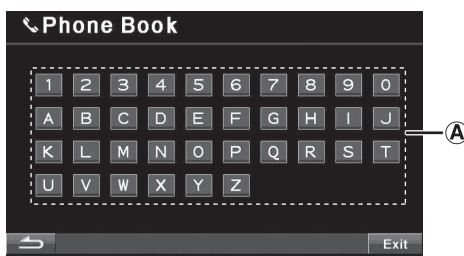 Phone Book
1 2 3 4 5 6 7 8 9 0
A B C D E F G H I J
A
K L M N O P Q R S T
U V W X Y Z
Exit